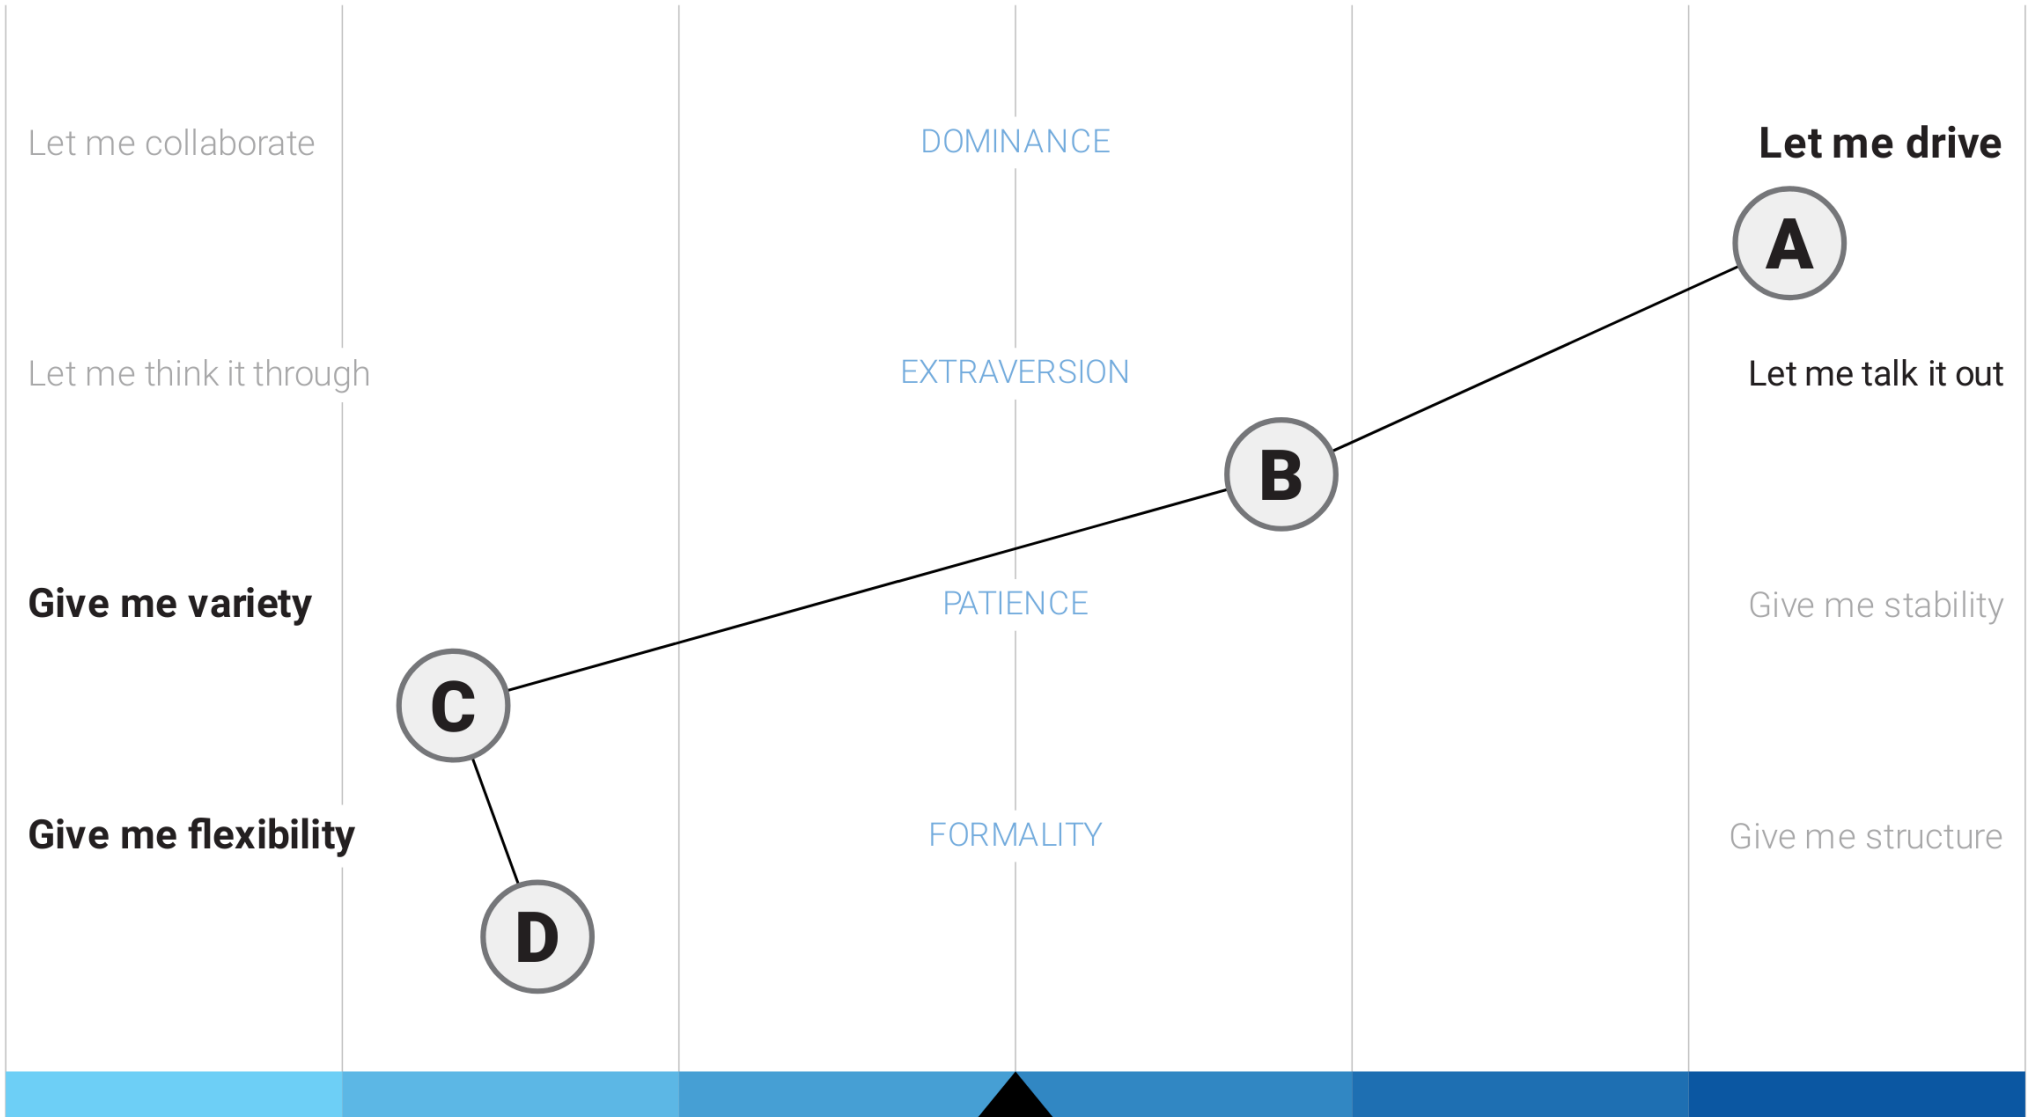 Let me collaborate DOMINANCE Let me drive
A
Let me think it through EXTRAVERSION Let me talk it out
B
Give me variety PATIENCE Give me stability
C
Give me flexibility FORMALITY Give me structure
D